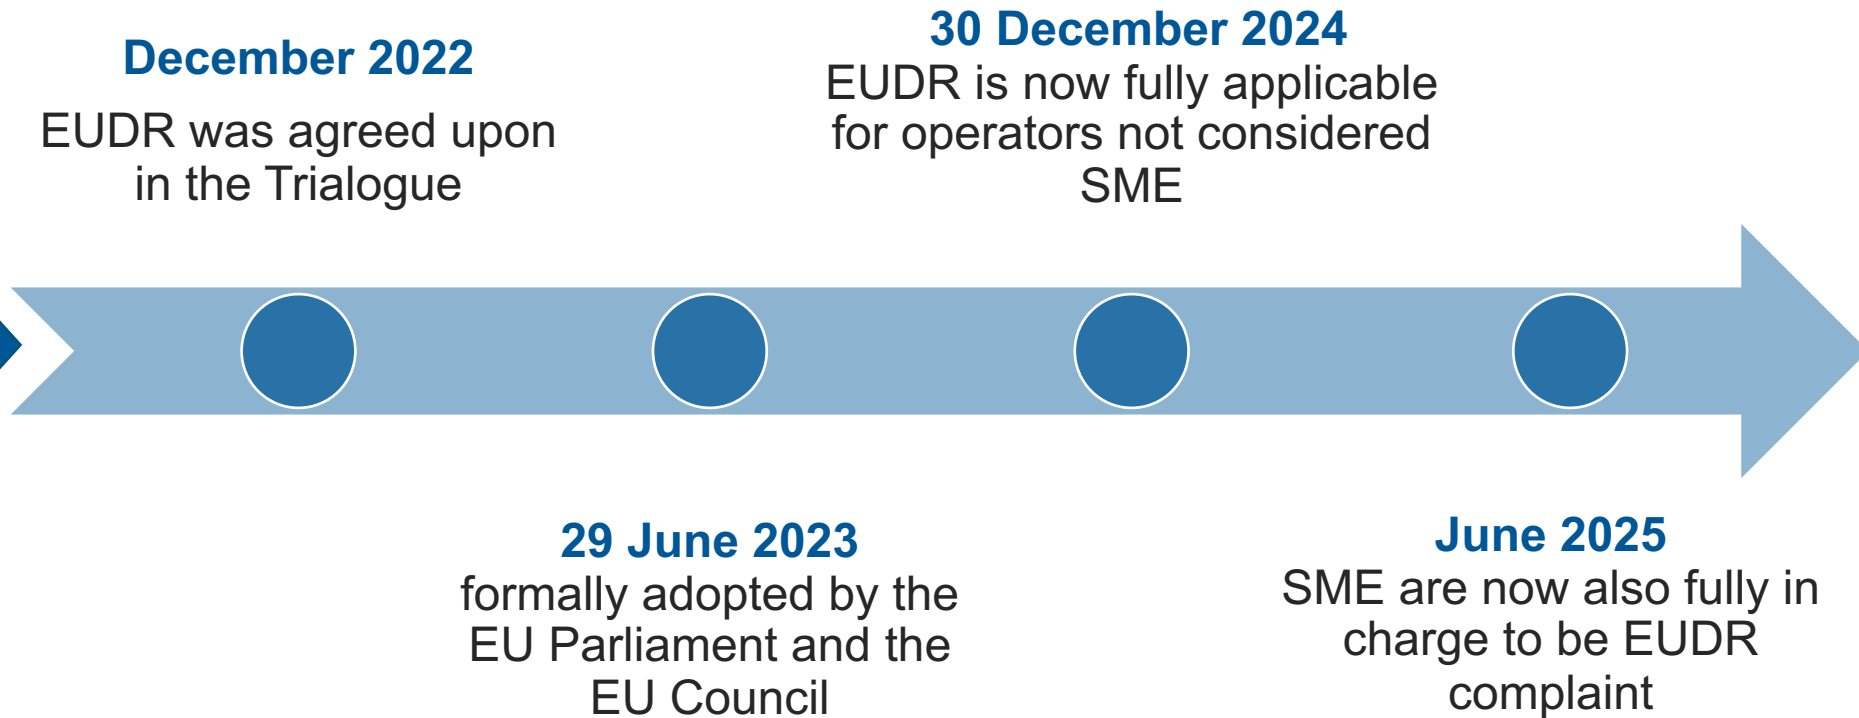 December 2022
EUDR was agreed upon
in the Trialogue
29 June 2023
formally adopted by the
EU Parliament and the
EU Council
30 December 2024
EUDR is now fully applicable
for operators not considered
SME
June 2025
SME are now also fully in
charge to be EUDR
complaint